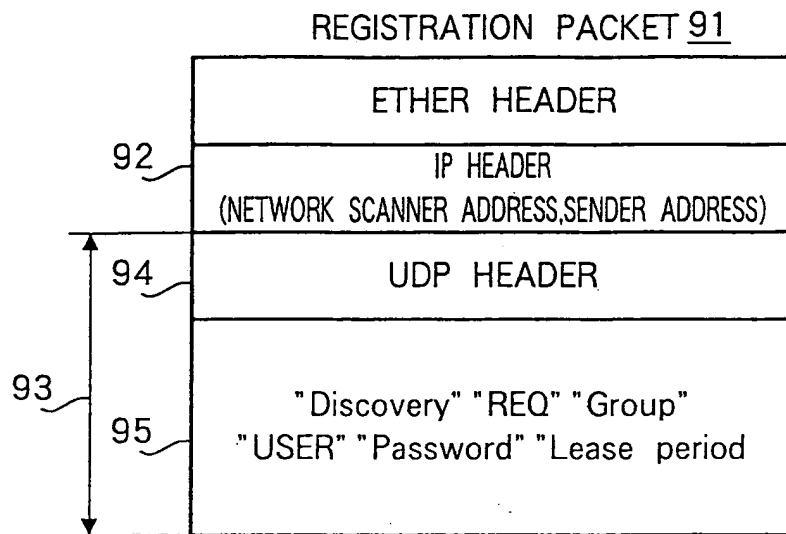 REGISTRATION PACKET 91
ETHER HEADER
92
IP HEADER
(NETWORK SCANNER ADDRESS,SENDER ADDRESS)
94
UDP HEADER
93
95
"Discovery" "REQ" "Group"
"USER" "Password" "Lease period